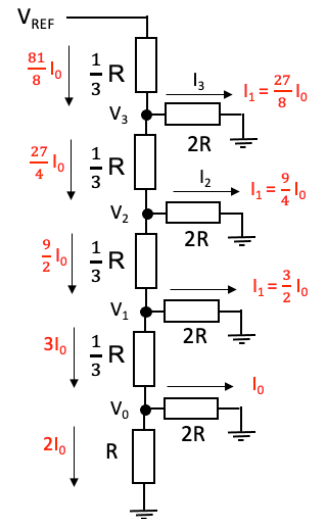 V_REF
81/8 I₀
1/3 R
I₃
I₁ = 27/8 I₀
V₃
2R
27/4 I₀
1/3 R
I₂
I₁ = 9/4 I₀
V₂
2R
9/2 I₀
1/3 R
I₁ = 3/2 I₀
V₁
2R
3I₀
1/3 R
I₀
V₀
2R
2I₀
R